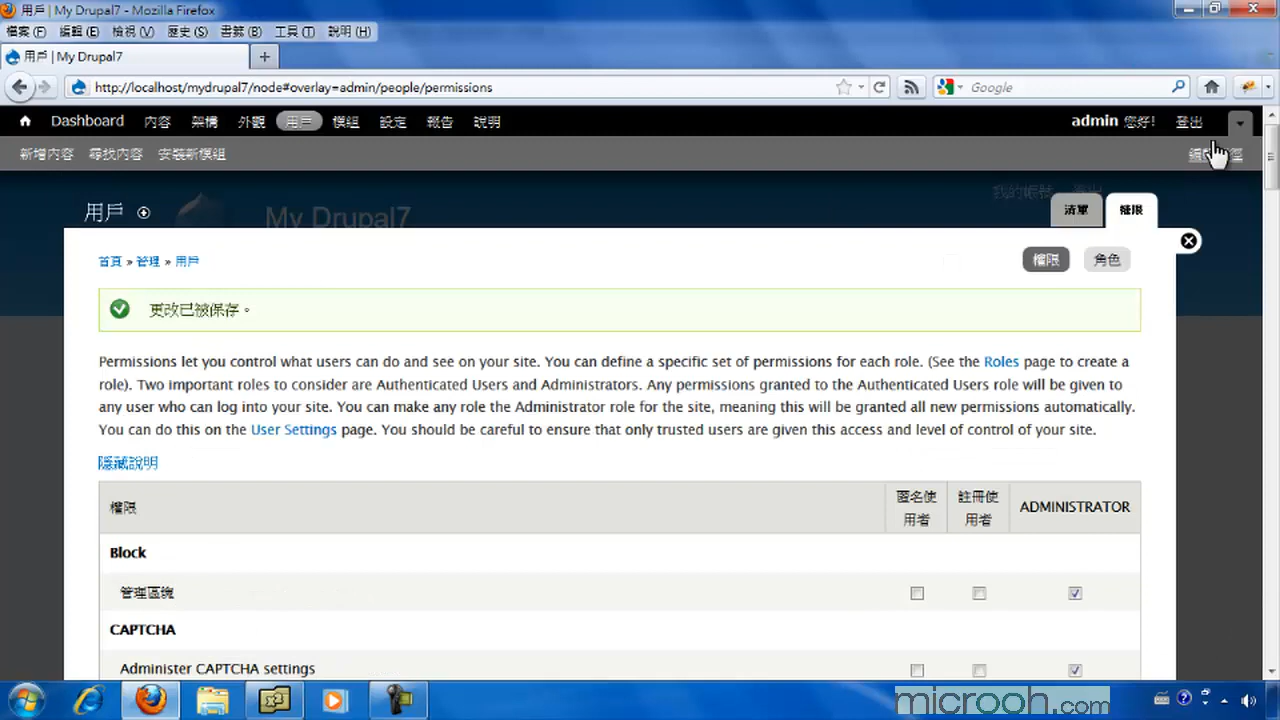 用戶 | My Drupal7 - Mozilla Firefox
檔案(F) 編輯(E) 檢視(V) 歷史(S) 書籤(B) 工具(T) 說明(H)
用戶 | My Drupal7
http://localhost/mydrupal7/node#overlay=admin/people/permissions
Google
Dashboard 內容 架構 外觀 用戶 模組 設定 報告 說明
admin 您好! 登出
新增內容 尋找內容 安裝新模組
我的帳號 登出
用戶
My Drupal7
清單 權限
首頁 » 管理 » 用戶
權限 角色
更改已被保存。
Permissions let you control what users can do and see on your site. You can define a specific set of permissions for each role. (See the Roles page to create a
role). Two important roles to consider are Authenticated Users and Administrators. Any permissions granted to the Authenticated Users role will be given to
any user who can log into your site. You can make any role the Administrator role for the site, meaning this will be granted all new permissions automatically.
You can do this on the User Settings page. You should be careful to ensure that only trusted users are given this access and level of control of your site.
隱藏說明
權限
匿名使
用者
註冊使
用者
ADMINISTRATOR
Block
管理區塊
CAPTCHA
Administer CAPTCHA settings
microoh.com